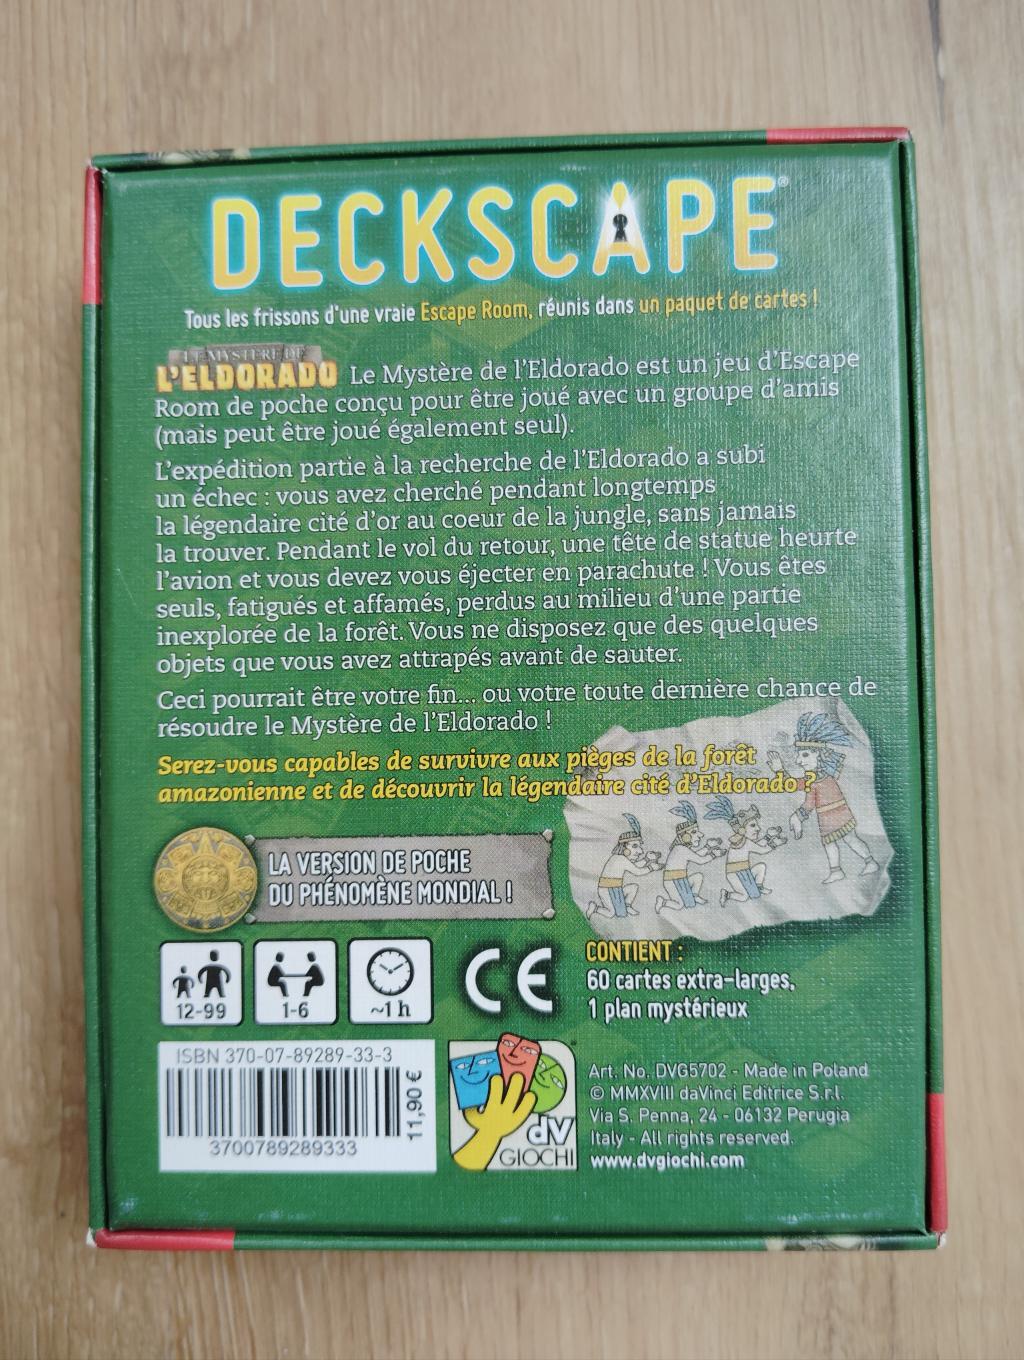 DECKSCAPE®
Tous les frissons d'une vraie Escape Room, réunis dans un paquet de cartes !
LE MYSTÈRE DE
L'ELDORADO Le Mystère de l'Eldorado est un jeu d'Escape
Room de poche conçu pour être joué avec un groupe d'amis
(mais peut être joué également seul).
L'expédition partie à la recherche de l'Eldorado a subi
un échec : vous avez cherché pendant longtemps
la légendaire cité d'or au coeur de la jungle, sans jamais
la trouver. Pendant le vol du retour, une tête de statue heurte
l'avion et vous devez vous éjecter en parachute ! Vous êtes
seuls, fatigués et affamés, perdus au milieu d'une partie
inexplorée de la forêt. Vous ne disposez que des quelques
objets que vous avez attrapés avant de sauter.
Ceci pourrait être votre fin... ou votre toute dernière chance de
résoudre le Mystère de l'Eldorado !
Serez-vous capables de survivre aux pièges de la forêt
amazonienne et de découvrir la légendaire cité d'Eldorado ?
LA VERSION DE POCHE
DU PHÉNOMÈNE MONDIAL !
12-99
1-6
~1 h
CE
CONTIENT :
60 cartes extra-larges,
1 plan mystérieux
ISBN 370-07-89289-33-3
3700789289333
11,90 €
dV
GIOCHI
Art. No. DVG5702 - Made in Poland
© MMXVIII daVinci Editrice S.r.l.
Via S. Penna, 24 - 06132 Perugia
Italy - All rights reserved.
www.dvgiochi.com